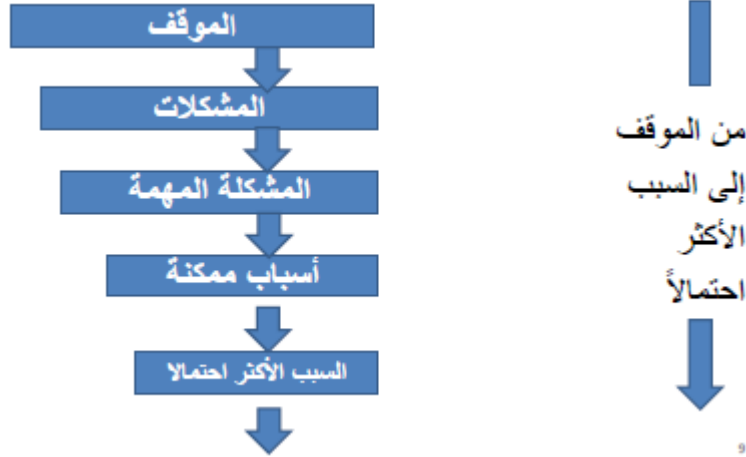 الموقف
المشكلات
المشكلة المهمة
أسباب ممكنة
السبب الأكثر احتمالا
من الموقف
إلى السبب
الأكثر
احتمالاً
9